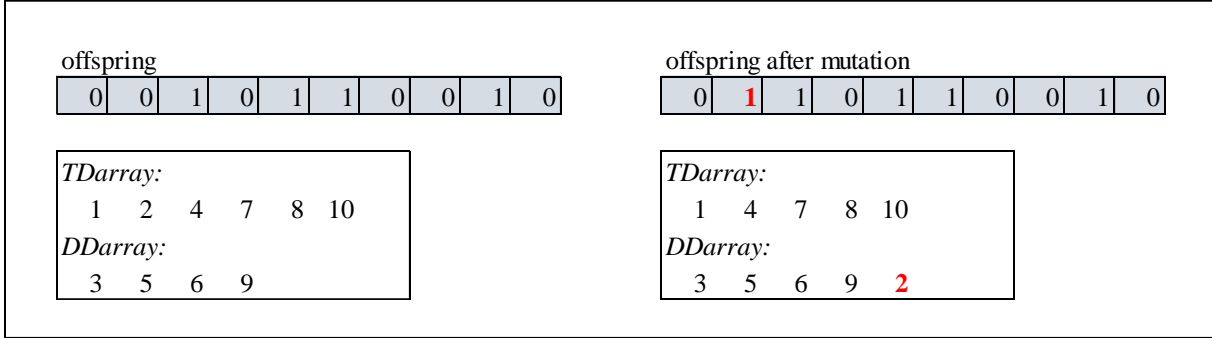 offspring
0 0 1 0 1 1 0 0 1 0
TDarray:
1 2 4 7 8 10
DDarray:
3 5 6 9
offspring after mutation
0 1 1 0 1 1 0 0 1 0
TDarray:
1 4 7 8 10
DDarray:
3 5 6 9 2